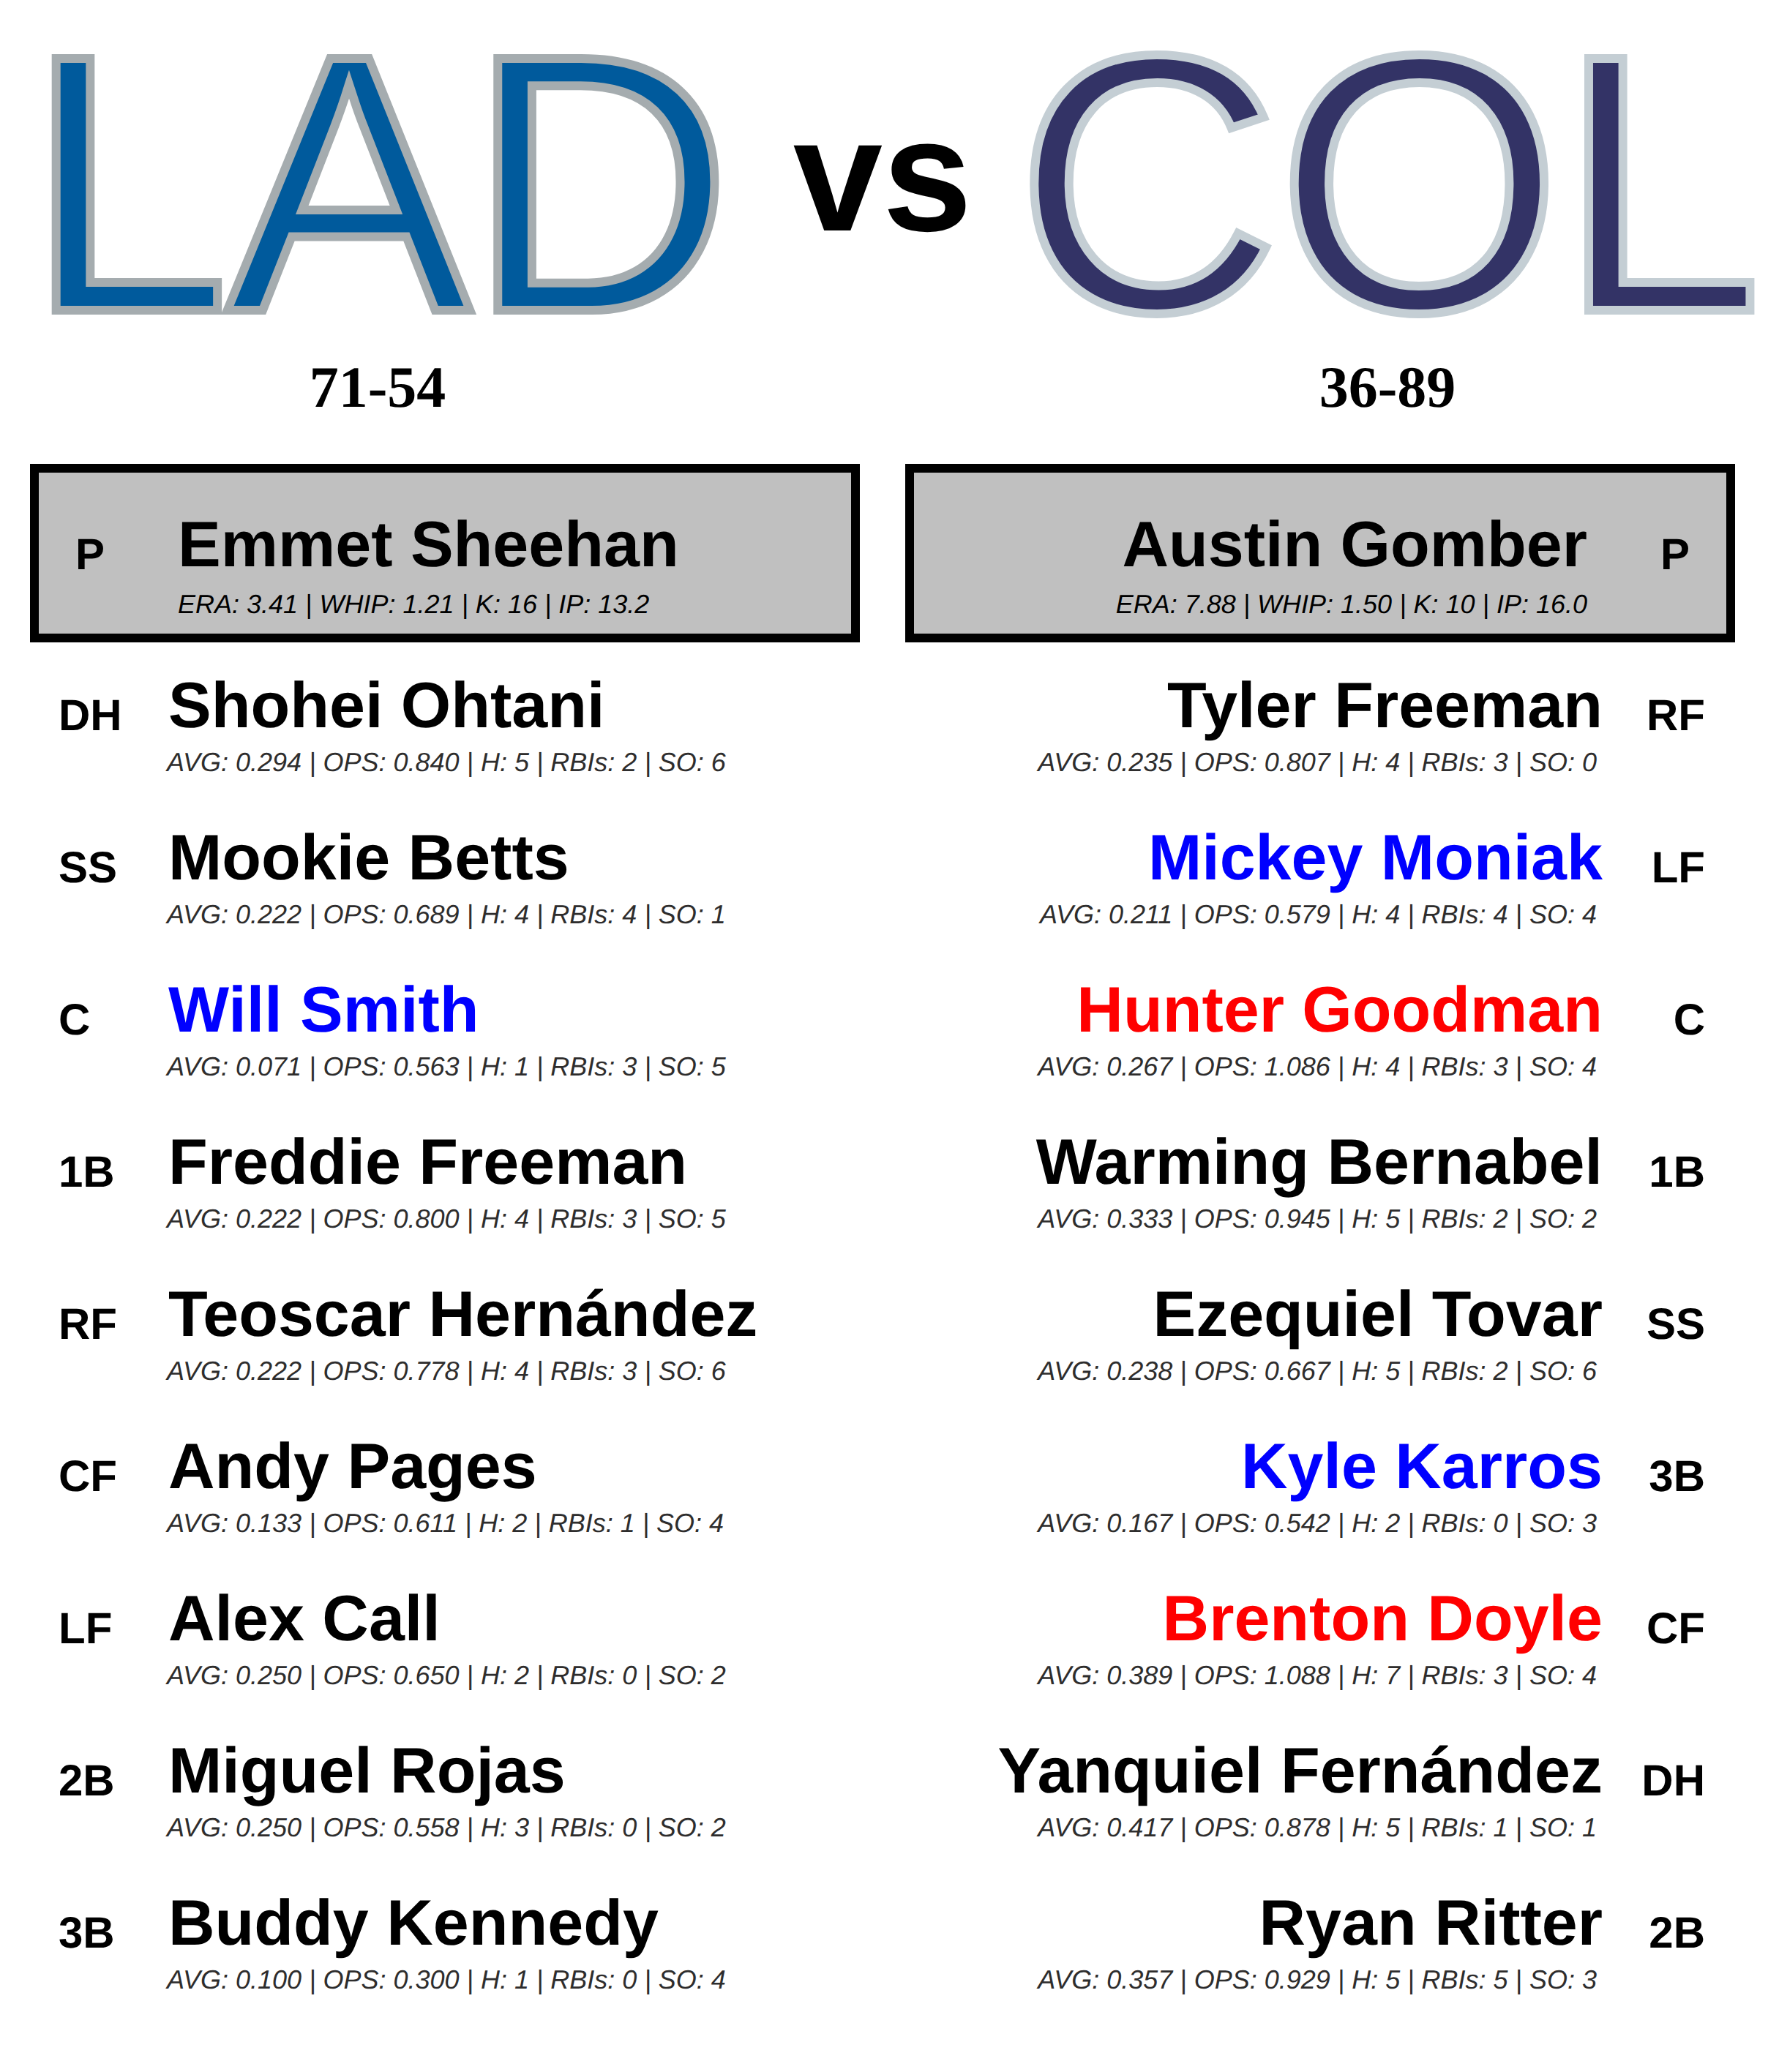 LAD vs COL
71-54 36-89
P Emmet Sheehan
ERA: 3.41 | WHIP: 1.21 | K: 16 | IP: 13.2
Austin Gomber P
ERA: 7.88 | WHIP: 1.50 | K: 10 | IP: 16.0
DH Shohei Ohtani
AVG: 0.294 | OPS: 0.840 | H: 5 | RBIs: 2 | SO: 6
SS Mookie Betts
AVG: 0.222 | OPS: 0.689 | H: 4 | RBIs: 4 | SO: 1
C Will Smith
AVG: 0.071 | OPS: 0.563 | H: 1 | RBIs: 3 | SO: 5
1B Freddie Freeman
AVG: 0.222 | OPS: 0.800 | H: 4 | RBIs: 3 | SO: 5
RF Teoscar Hernández
AVG: 0.222 | OPS: 0.778 | H: 4 | RBIs: 3 | SO: 6
CF Andy Pages
AVG: 0.133 | OPS: 0.611 | H: 2 | RBIs: 1 | SO: 4
LF Alex Call
AVG: 0.250 | OPS: 0.650 | H: 2 | RBIs: 0 | SO: 2
2B Miguel Rojas
AVG: 0.250 | OPS: 0.558 | H: 3 | RBIs: 0 | SO: 2
3B Buddy Kennedy
AVG: 0.100 | OPS: 0.300 | H: 1 | RBIs: 0 | SO: 4
Tyler Freeman RF
AVG: 0.235 | OPS: 0.807 | H: 4 | RBIs: 3 | SO: 0
Mickey Moniak LF
AVG: 0.211 | OPS: 0.579 | H: 4 | RBIs: 4 | SO: 4
Hunter Goodman C
AVG: 0.267 | OPS: 1.086 | H: 4 | RBIs: 3 | SO: 4
Warming Bernabel 1B
AVG: 0.333 | OPS: 0.945 | H: 5 | RBIs: 2 | SO: 2
Ezequiel Tovar SS
AVG: 0.238 | OPS: 0.667 | H: 5 | RBIs: 2 | SO: 6
Kyle Karros 3B
AVG: 0.167 | OPS: 0.542 | H: 2 | RBIs: 0 | SO: 3
Brenton Doyle CF
AVG: 0.389 | OPS: 1.088 | H: 7 | RBIs: 3 | SO: 4
Yanquiel Fernández DH
AVG: 0.417 | OPS: 0.878 | H: 5 | RBIs: 1 | SO: 1
Ryan Ritter 2B
AVG: 0.357 | OPS: 0.929 | H: 5 | RBIs: 5 | SO: 3